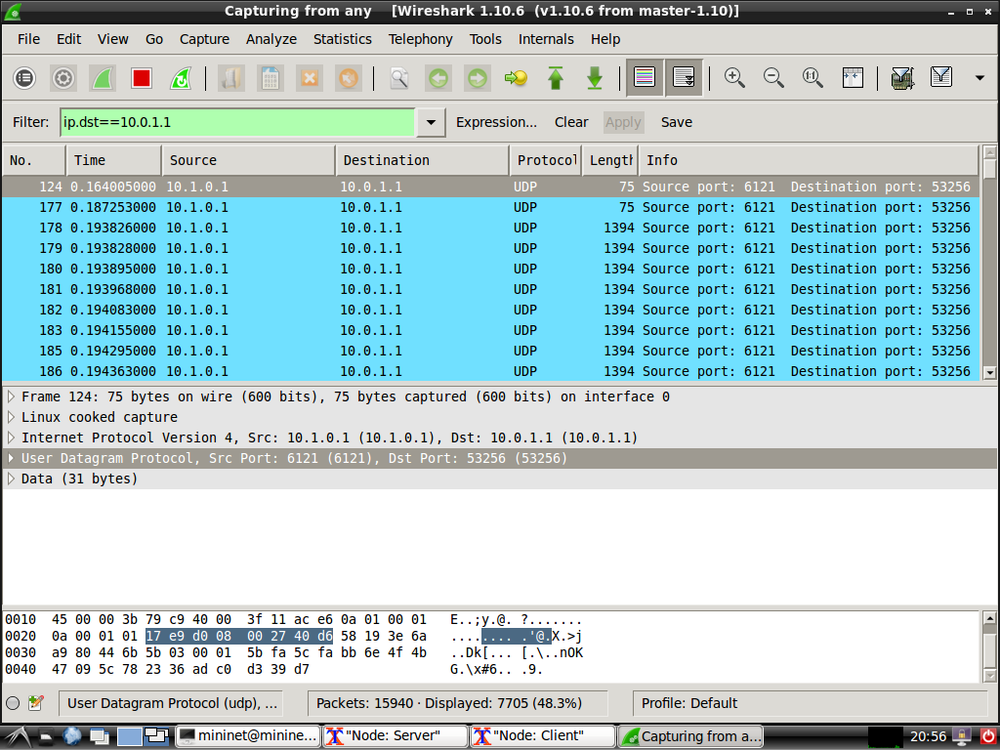 Capturing from any    [Wireshark 1.10.6  (v1.10.6 from master-1.10)]
File Edit View Go Capture Analyze Statistics Telephony Tools Internals Help
Filter: ip.dst==10.0.1.1 Expression... Clear Apply Save
No. Time Source Destination Protocol Length Info
124 0.164005000 10.1.0.1 10.0.1.1 UDP 75 Source port: 6121  Destination port: 53256
177 0.187253000 10.1.0.1 10.0.1.1 UDP 75 Source port: 6121  Destination port: 53256
178 0.193826000 10.1.0.1 10.0.1.1 UDP 1394 Source port: 6121  Destination port: 53256
179 0.193828000 10.1.0.1 10.0.1.1 UDP 1394 Source port: 6121  Destination port: 53256
180 0.193895000 10.1.0.1 10.0.1.1 UDP 1394 Source port: 6121  Destination port: 53256
181 0.193968000 10.1.0.1 10.0.1.1 UDP 1394 Source port: 6121  Destination port: 53256
182 0.194083000 10.1.0.1 10.0.1.1 UDP 1394 Source port: 6121  Destination port: 53256
183 0.194155000 10.1.0.1 10.0.1.1 UDP 1394 Source port: 6121  Destination port: 53256
185 0.194295000 10.1.0.1 10.0.1.1 UDP 1394 Source port: 6121  Destination port: 53256
186 0.194363000 10.1.0.1 10.0.1.1 UDP 1394 Source port: 6121  Destination port: 53256
Frame 124: 75 bytes on wire (600 bits), 75 bytes captured (600 bits) on interface 0
Linux cooked capture
Internet Protocol Version 4, Src: 10.1.0.1 (10.1.0.1), Dst: 10.0.1.1 (10.0.1.1)
User Datagram Protocol, Src Port: 6121 (6121), Dst Port: 53256 (53256)
Data (31 bytes)
0010  45 00 00 3b 79 c9 40 00  3f 11 ac e6 0a 01 00 01   E..;y.@. ?.......
0020  0a 00 01 01 17 e9 d0 08  00 27 40 d6 58 19 3e 6a   ........ .'@.X.>j
0030  a9 80 44 6b 5b 03 00 01  5b fa 5c fa bb 6e 4f 4b   ..Dk[... [.\..nOK
0040  47 09 5c 78 23 36 ad c0  d3 39 d7   G.\x#6.. .9.
User Datagram Protocol (udp), ... Packets: 15940 · Displayed: 7705 (48.3%) Profile: Default
mininet@minine... "Node: Server" "Node: Client" Capturing from a... 20:56